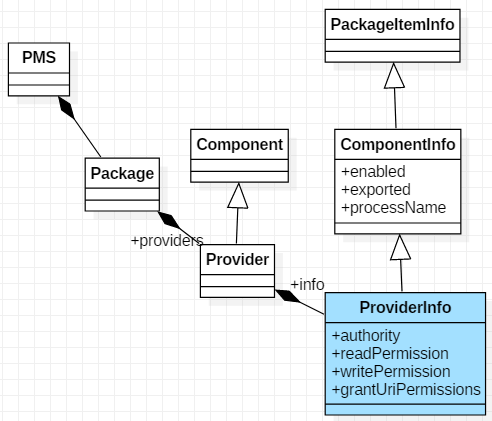 PackageItemInfo
PMS
Component
ComponentInfo
+enabled
+exported
+processName
Package
+providers
Provider
+info
ProviderInfo
+authority
+readPermission
+writePermission
+grantUriPermissions